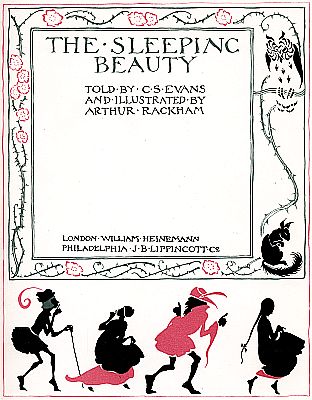 THE·SLEEPING
BEAUTY
TOLD·BY·C·S·EVANS
AND·ILLUSTRATED·BY
ARTHUR·RACKHAM
LONDON·WILLIAM·HEINEMANN
PHILADELPHIA·J·B·LIPPINCOTT·Co